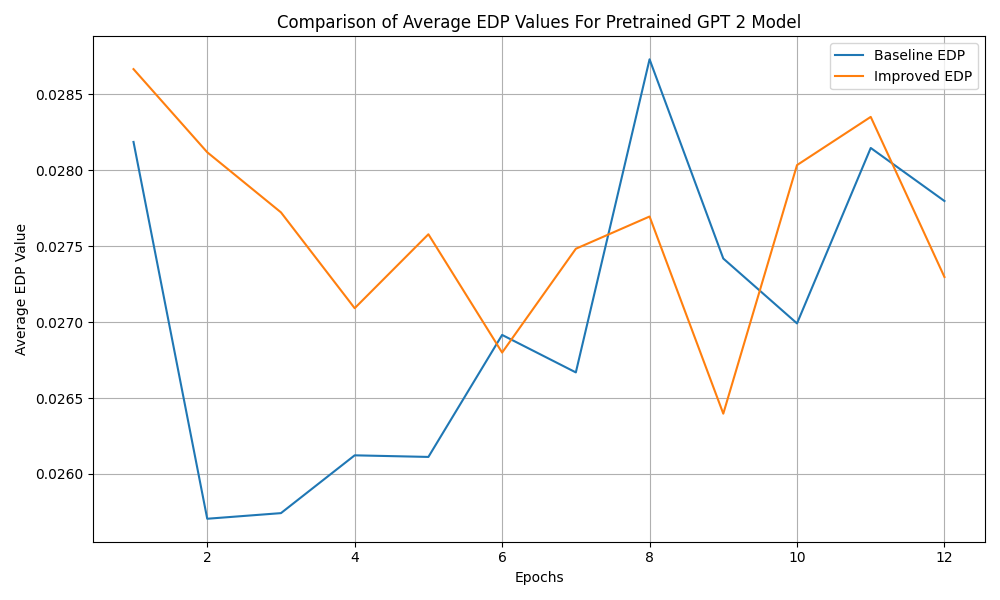 Comparison of Average EDP Values For Pretrained GPT 2 Model
Baseline EDP
Improved EDP
Average EDP Value
0.0285
0.0280
0.0275
0.0270
0.0265
0.0260
2 4 6 8 10 12
Epochs